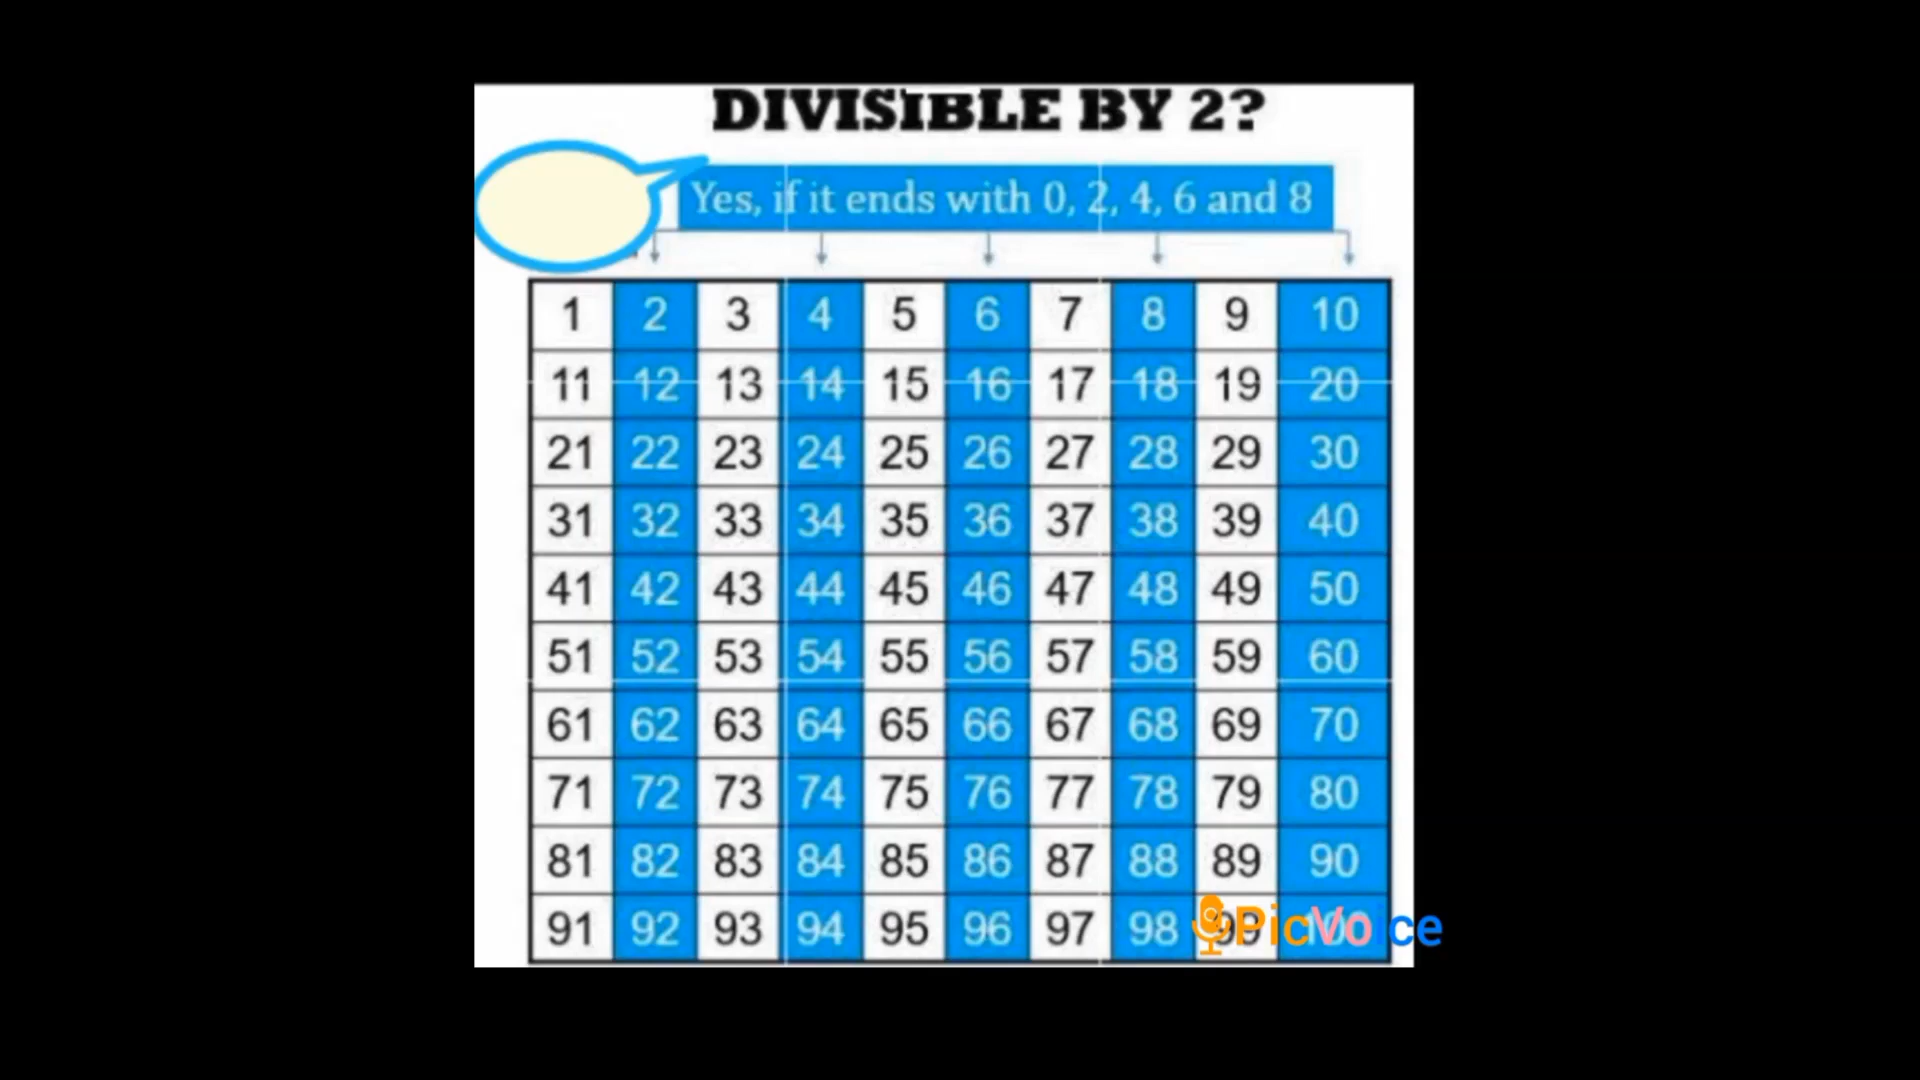 DIVISIBLE BY 2?
Yes, if it ends with 0, 2, 4, 6 and 8
1 2 3 4 5 6 7 8 9 10
11 12 13 14 15 16 17 18 19 20
21 22 23 24 25 26 27 28 29 30
31 32 33 34 35 36 37 38 39 40
41 42 43 44 45 46 47 48 49 50
51 52 53 54 55 56 57 58 59 60
61 62 63 64 65 66 67 68 69 70
71 72 73 74 75 76 77 78 79 80
81 82 83 84 85 86 87 88 89 90
91 92 93 94 95 96 97 98 99 100
PicVoice